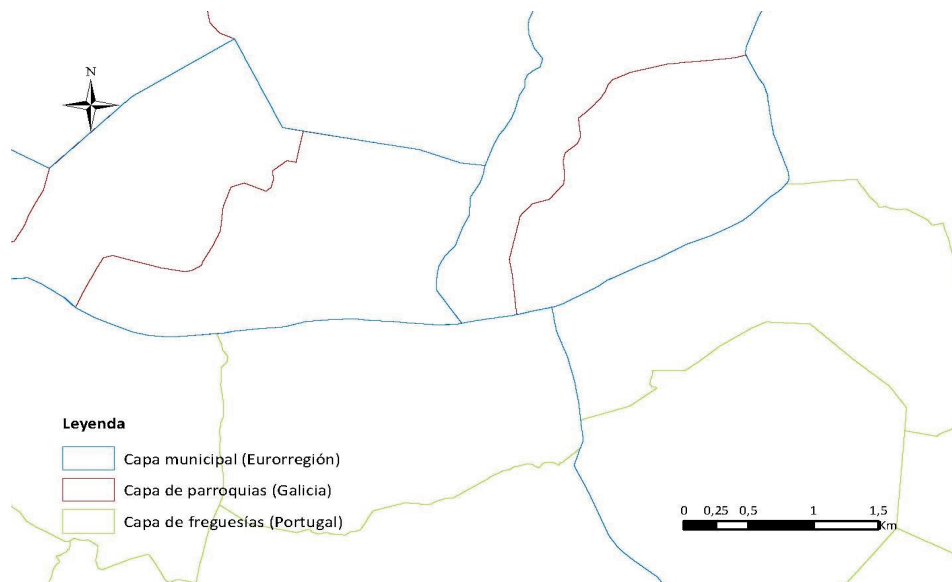 N
Leyenda
Capa municipal (Eurorregión)
Capa de parroquias (Galicia)
Capa de freguesías (Portugal)
0 0,25 0,5 1 1,5
Km